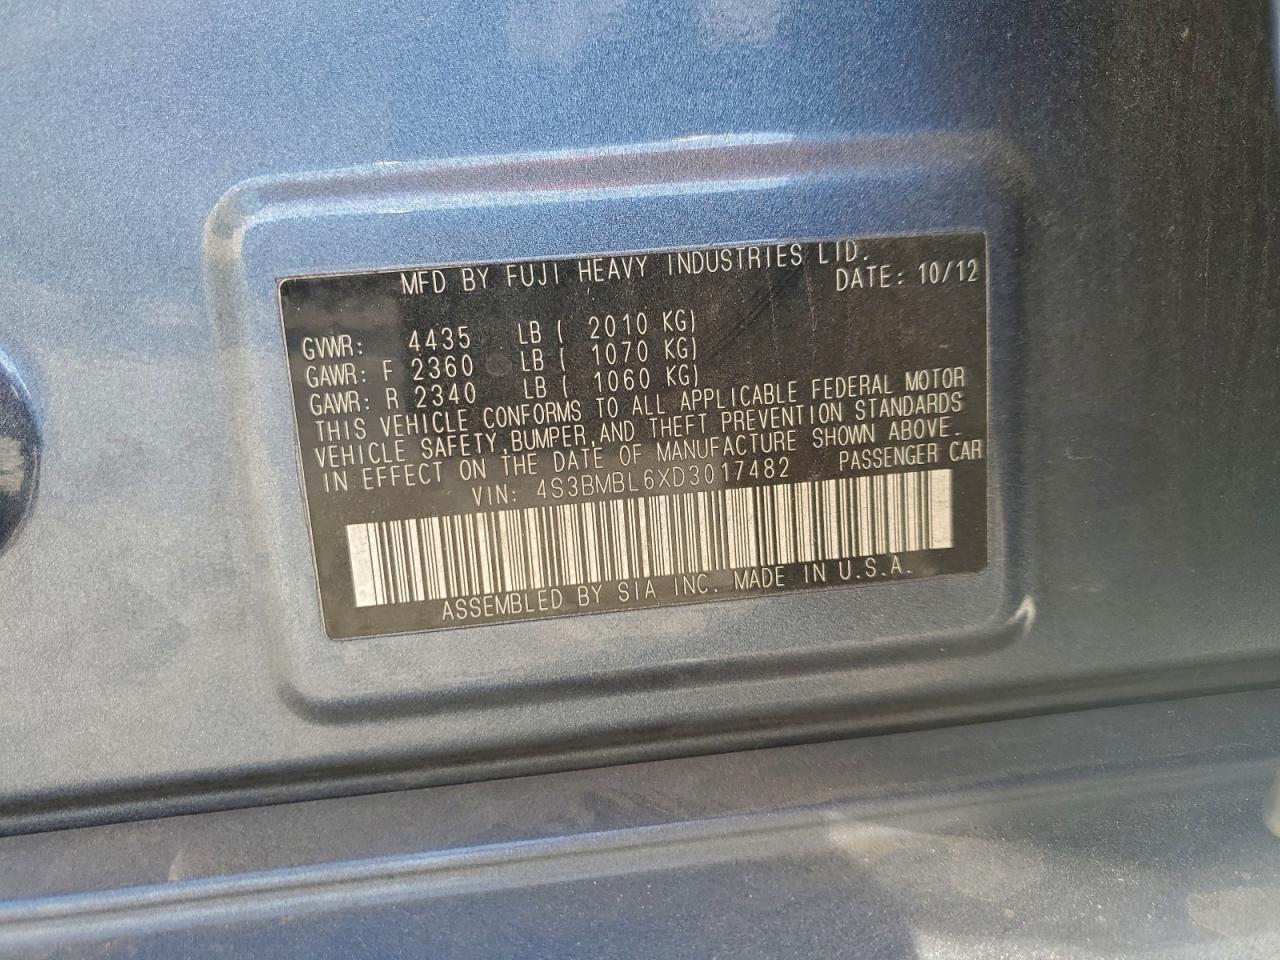 MFD BY FUJI HEAVY INDUSTRIES LTD.
DATE: 10/12
GVWR: 4435 LB ( 2010 KG)
GAWR: F 2360 LB ( 1070 KG)
GAWR: R 2340 LB ( 1060 KG)
THIS VEHICLE CONFORMS TO ALL APPLICABLE FEDERAL MOTOR
VEHICLE SAFETY,BUMPER,AND THEFT PREVENTION STANDARDS
IN EFFECT ON THE DATE OF MANUFACTURE SHOWN ABOVE.
VIN: 4S3BMBL6XD3017482 PASSENGER CAR
ASSEMBLED BY SIA INC. MADE IN U.S.A.